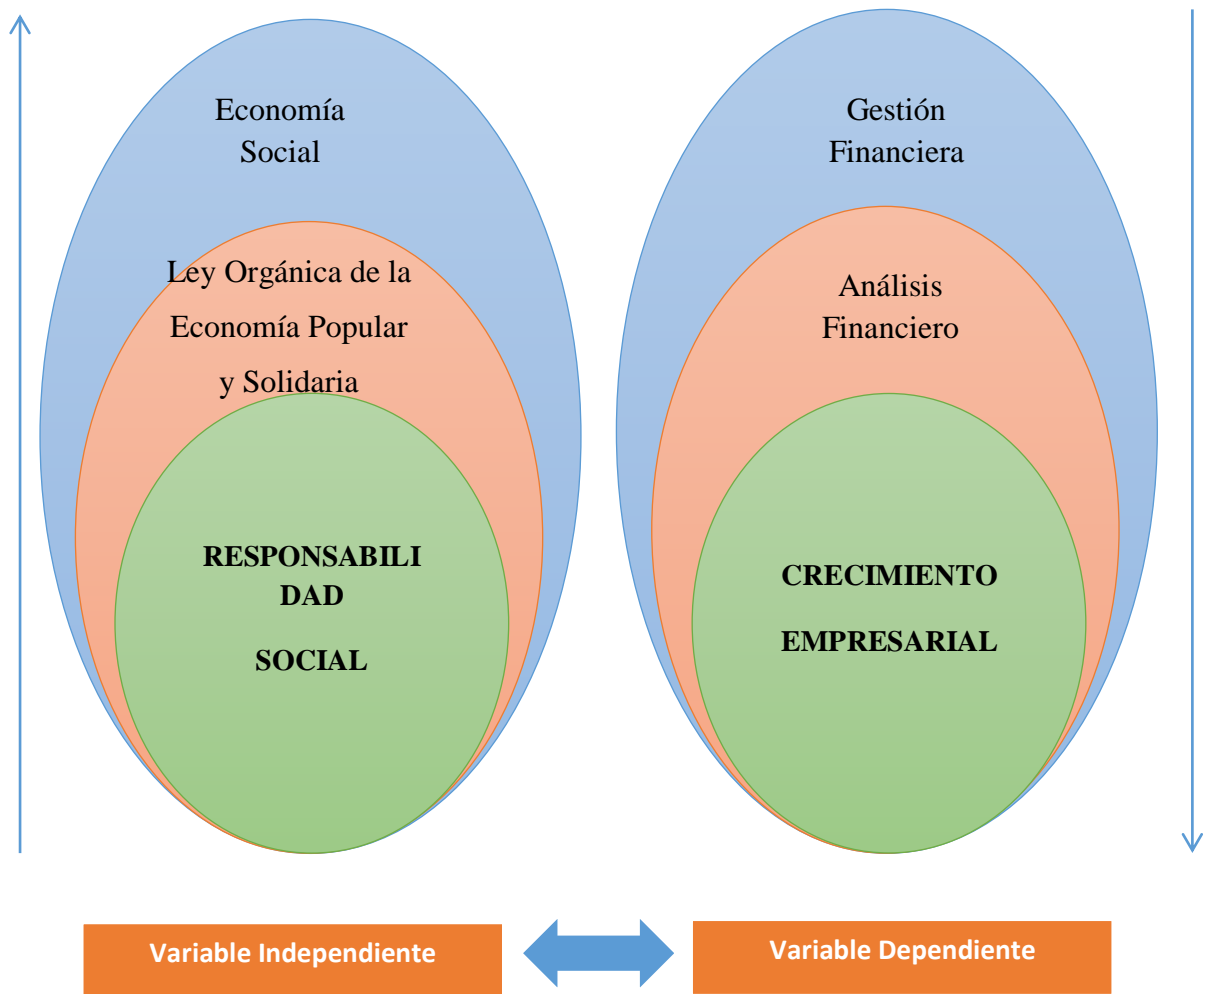 Economía
Social
Ley Orgánica de la
Economía Popular
y Solidaria
RESPONSABILI
DAD
SOCIAL
Gestión
Financiera
Análisis
Financiero
CRECIMIENTO
EMPRESARIAL
Variable Independiente
Variable Dependiente